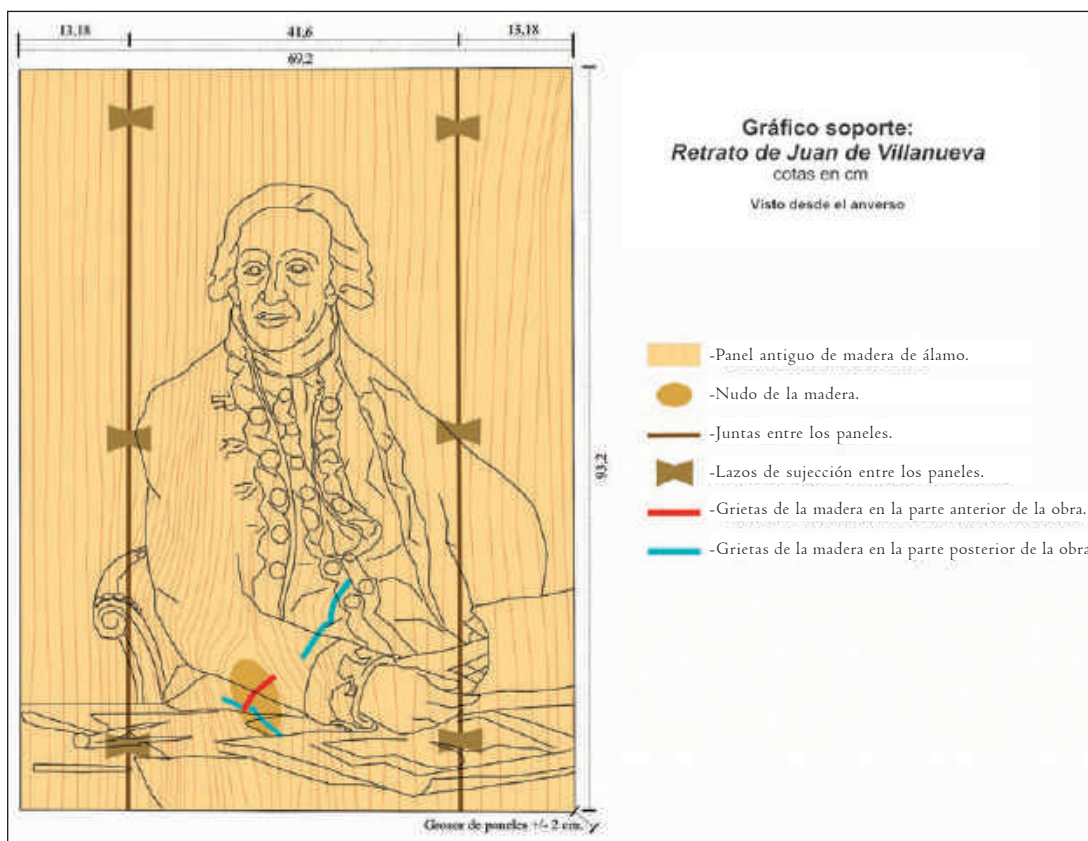 13,18 41,6 15,18
69,2
Gráfico soporte:
Retrato de Juan de Villanueva
cotas en cm
Visto desde el anverso
-Panel antiguo de madera de álamo.
-Nudo de la madera.
-Juntas entre los paneles.
-Lazos de sujección entre los paneles.
-Grietas de la madera en la parte anterior de la obra.
-Grietas de la madera en la parte posterior de la obra
93,2
Grosor de paneles +/- 2 cm.